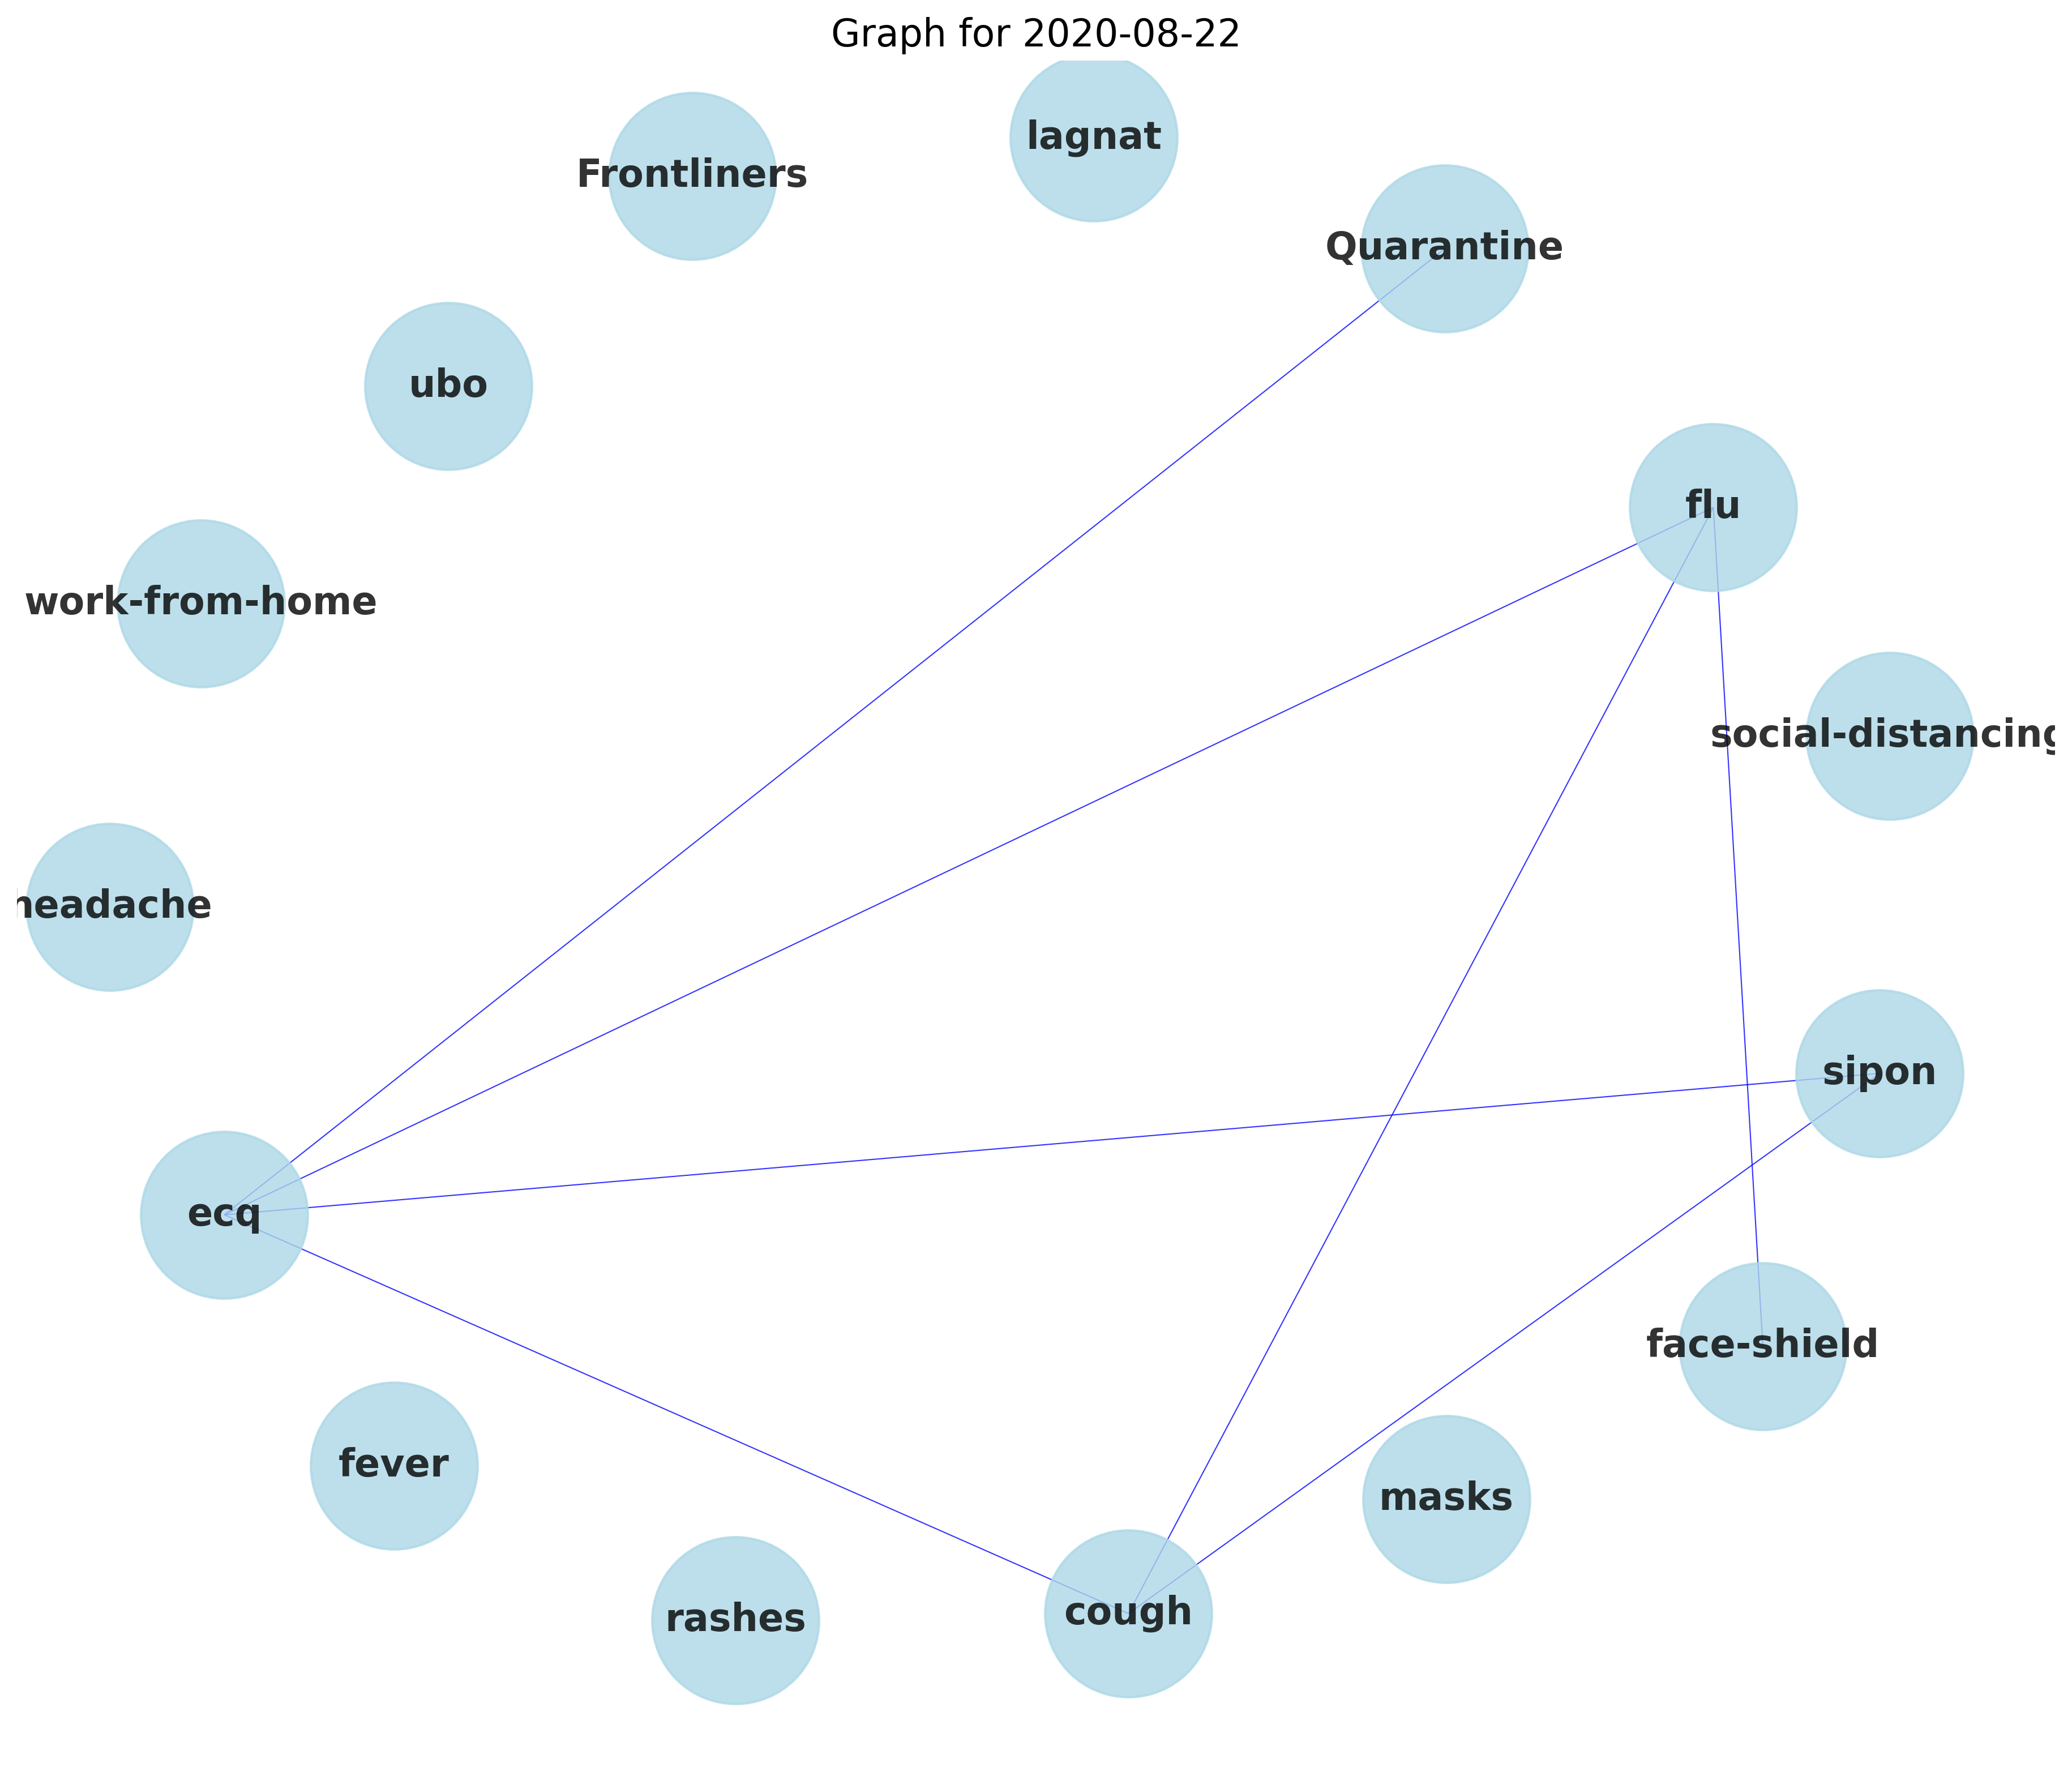 Graph for 2020-08-22
lagnat
Frontliners
Quarantine
ubo
flu
work-from-home
social-distancing
headache
sipon
ecq
face-shield
fever
masks
cough
rashes